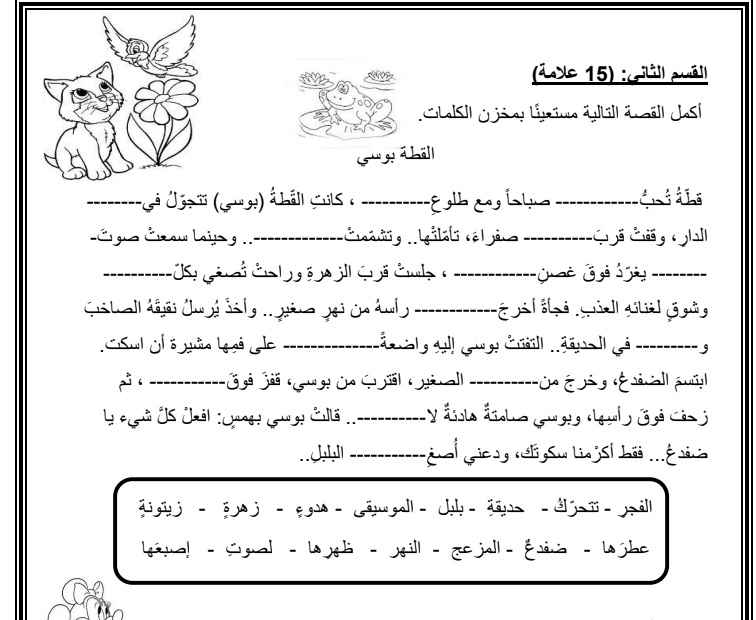 القسم الثاني: (15 علامة)
أكمل القصة التالية مستعينًا بمخزن الكلمات.
القطة بوسي
قطّةُ تُحبُّ------------ صباحاً ومع طلوعِ---------- ، كانتِ القّطةُ (بوسي) تتجوّلُ في--------
الدارِ، وقفتْ قربَ---------- صفراءَ، تأمّلتْها.. وتشمّمتْ-------------.. وحينما سمعتْ صوتَ-
-------- يغرّدُ فوقَ غصنِ------------ ، جلستْ قربَ الزهرةِ وراحتْ تُصغي بكلّ----------
وشوقٍ لغنائهِ العذبِ. فجأةً أخرجَ------------ رأسهُ من نهرٍ صغيرٍ.. وأخذَ يُرسلُ نقيقَهُ الصاخبَ
و--------- في الحديقةِ.. التفتتْ بوسي إليهِ واضعةً-------------- على فمِها مشيرة أن اسكت.
ابتسمَ الضفدعُ، وخرجَ من---------- الصغير، اقتربَ من بوسي، قفزَ فوقَ----------- ، ثم
زحفَ فوقَ رأسِها، وبوسي صامتةٌ هادئةٌ لا----------.. قالتْ بوسي بهمسٍ: افعلْ كلَّ شيء يا
ضفدعُ... فقط أكرْمنا سكوتَك، ودعني أُصغِ----------- البلبلِ..
الفجرِ - تتحرّكُ - حديقةِ - بلبل - الموسيقى - هدوءٍ - زهرةٍ - زيتونةٍ
عطرَها - ضفدعٌ - المزعج - النهر - ظهرِها - لصوتِ - إصبعَها